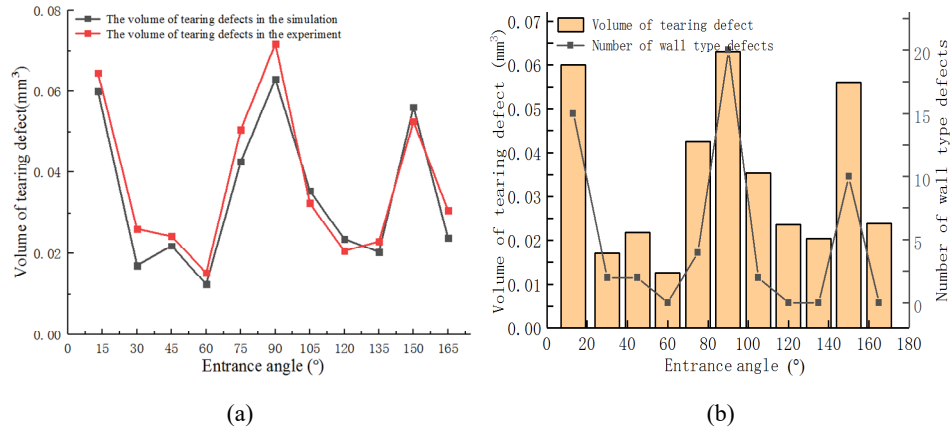 The volume of tearing defects in the simulation
The volume of tearing defects in the experiment
0. 08
0. 06
0. 04
0. 02
0. 00
Volume of tearing defect(mm³)
0 15 30 45 60 75 90 105 120 135 150 165
Entrance angle (°)
(a)
Volume of tearing defect
Number of wall type defects
0.07
0.06
0.05
0.04
0.03
0.02
0.01
0.00
Volume of tearing defect (mm³)
20
15
10
5
0
Number of wall type defects
0 20 40 60 80 100 120 140 160 180
Entrance angle (°)
(b)